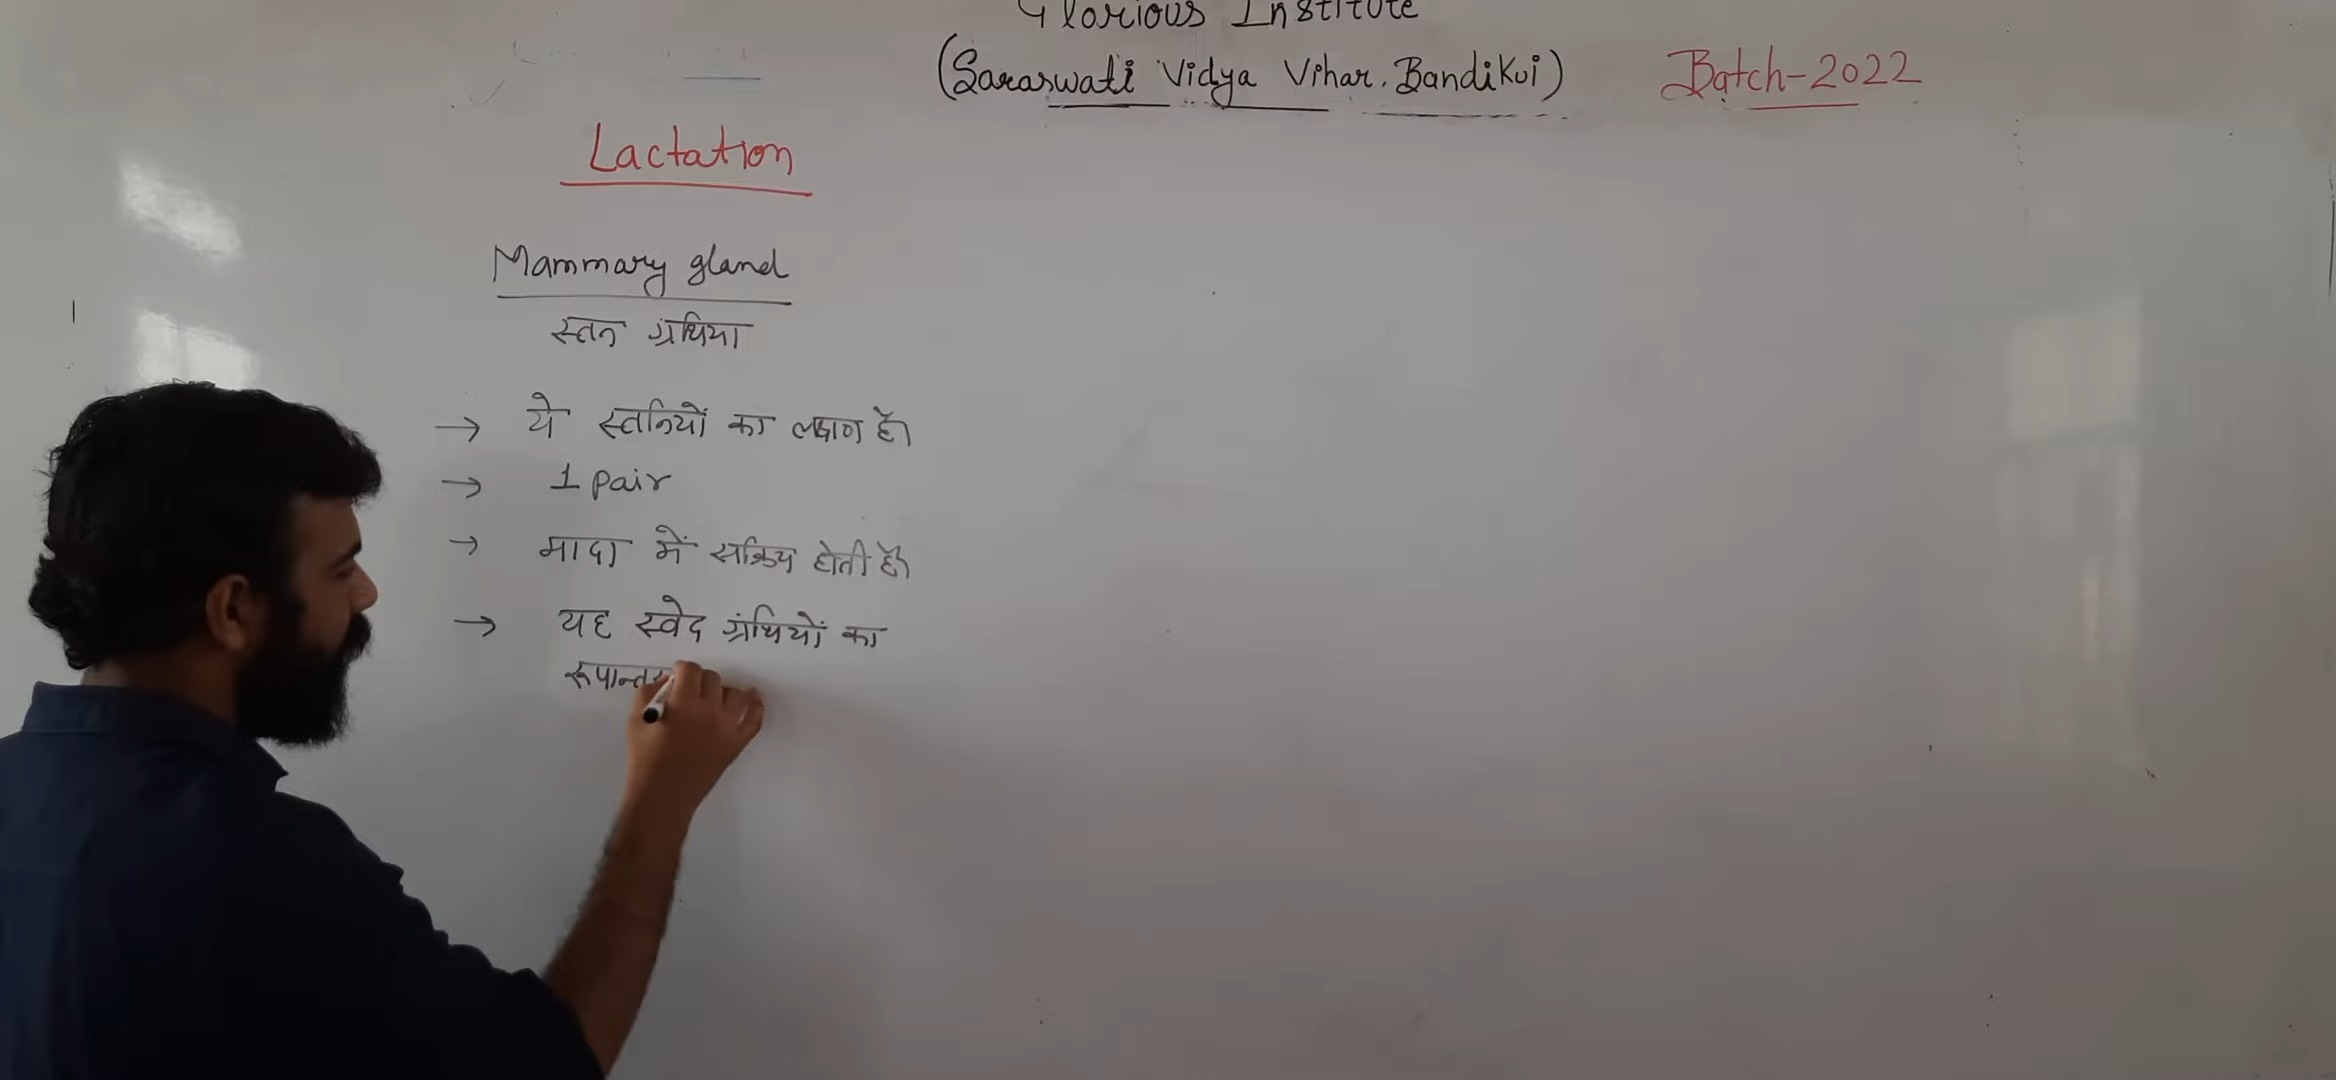 Glorious Institute
(Saraswati Vidya Vihar, Bandikui)
Batch-2022
Lactation
Mammary gland
स्तन ग्रंथिया
→ ये स्तनियों का लक्षण है।
→ 1 pair
→ मादा में सक्रिय होती है।
→ यह स्वेद ग्रंथियों का
रूपान्तर